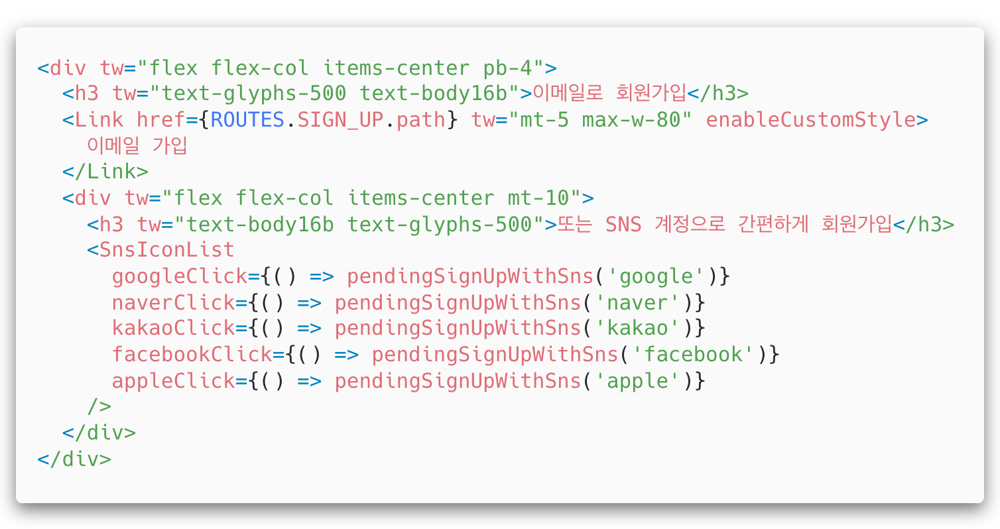 <div tw="flex flex-col items-center pb-4">
  <h3 tw="text-glyphs-500 text-body16b">이메일로 회원가입</h3>
  <Link href={ROUTES.SIGN_UP.path} tw="mt-5 max-w-80" enableCustomStyle>
    이메일 가입
  </Link>
  <div tw="flex flex-col items-center mt-10">
    <h3 tw="text-body16b text-glyphs-500">또는 SNS 계정으로 간편하게 회원가입</h3>
    <SnsIconList
      googleClick={() => pendingSignUpWithSns('google')}
      naverClick={() => pendingSignUpWithSns('naver')}
      kakaoClick={() => pendingSignUpWithSns('kakao')}
      facebookClick={() => pendingSignUpWithSns('facebook')}
      appleClick={() => pendingSignUpWithSns('apple')}
    />
  </div>
</div>